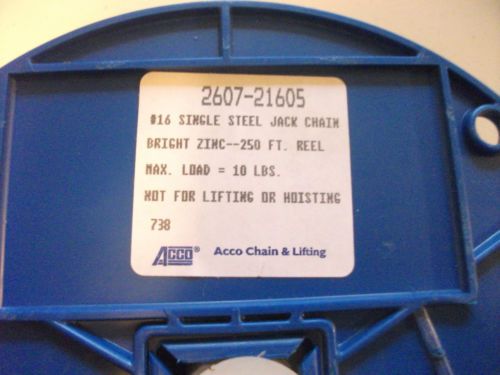 2607-21605
#16 SINGLE STEEL JACK CHAIN
BRIGHT ZINC--250 FT. REEL
MAX. LOAD = 10 LBS.
NOT FOR LIFTING OR HOISTING
738
ACCO® Acco Chain & Lifting